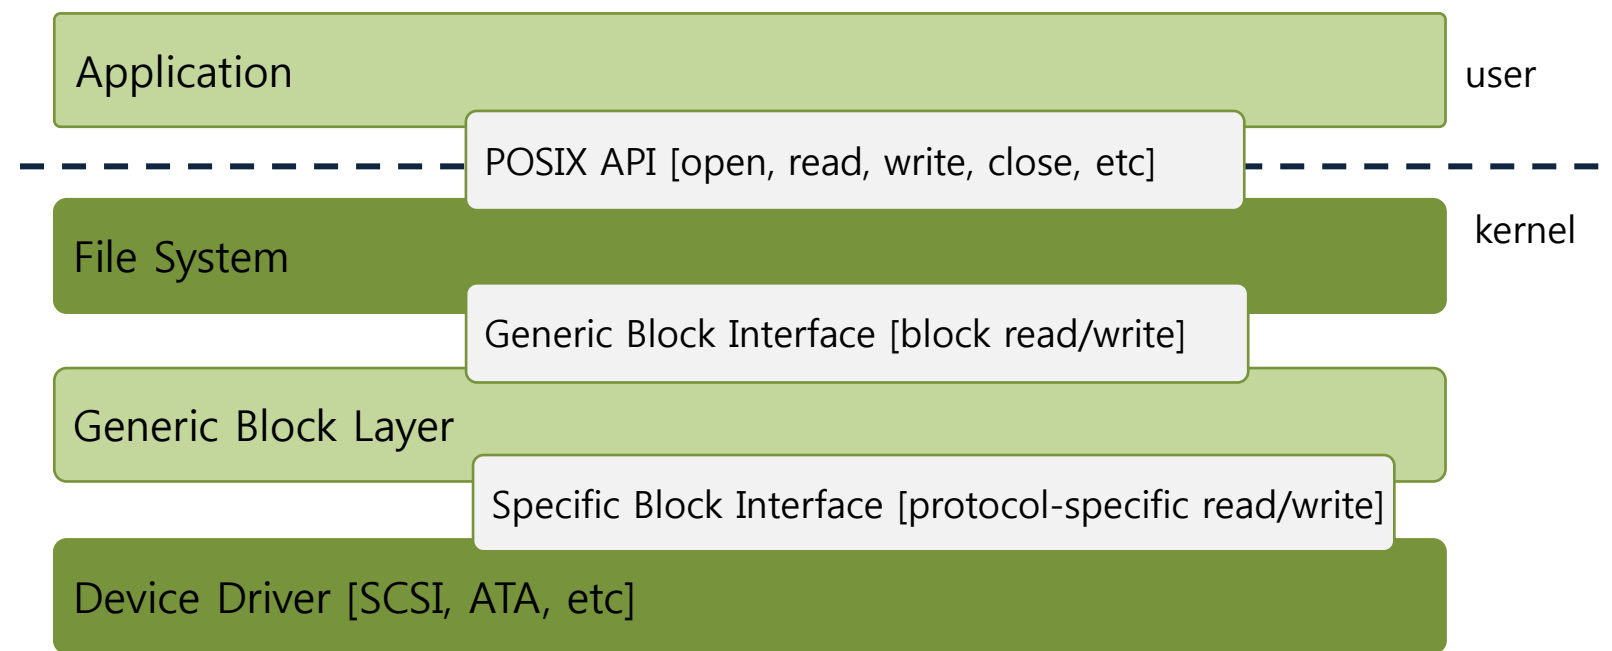 Application
user
POSIX API [open, read, write, close, etc]
kernel
File System
Generic Block Interface [block read/write]
Generic Block Layer
Specific Block Interface [protocol-specific read/write]
Device Driver [SCSI, ATA, etc]